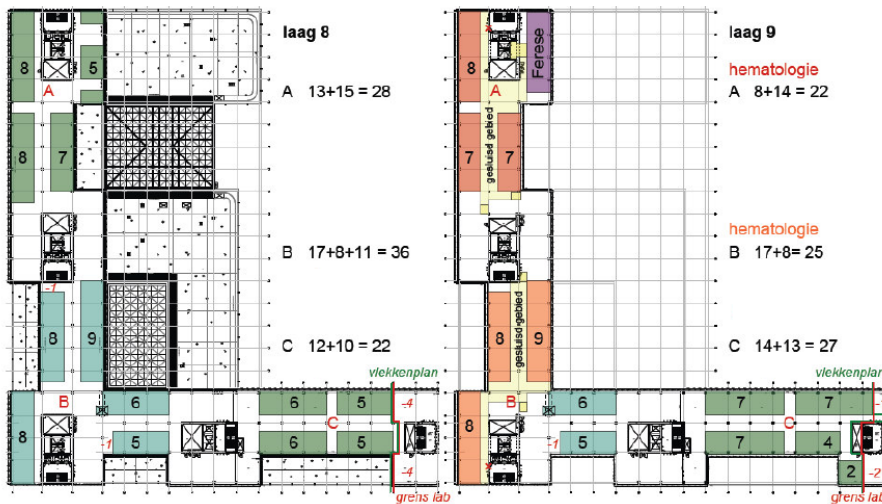 laag 8
8
5
A
A 13+15 = 28
8
7
B 17+8+11 = 36
-1
8
9
C 12+10 = 22
vlekkenplan
B
6
6
5
-4
8
C
-1
5
6
5
-4
grens lab
laag 9
8
Ferese
hematologie
A
A 8+14 = 22
7
gesluisd gebied
7
hematologie
B 17+8= 25
8
gesluisd-gebied
9
C 14+13 = 27
vlekkenplan
B
6
7
7
8
C
-1
5
7
4
2
-2
grens lab